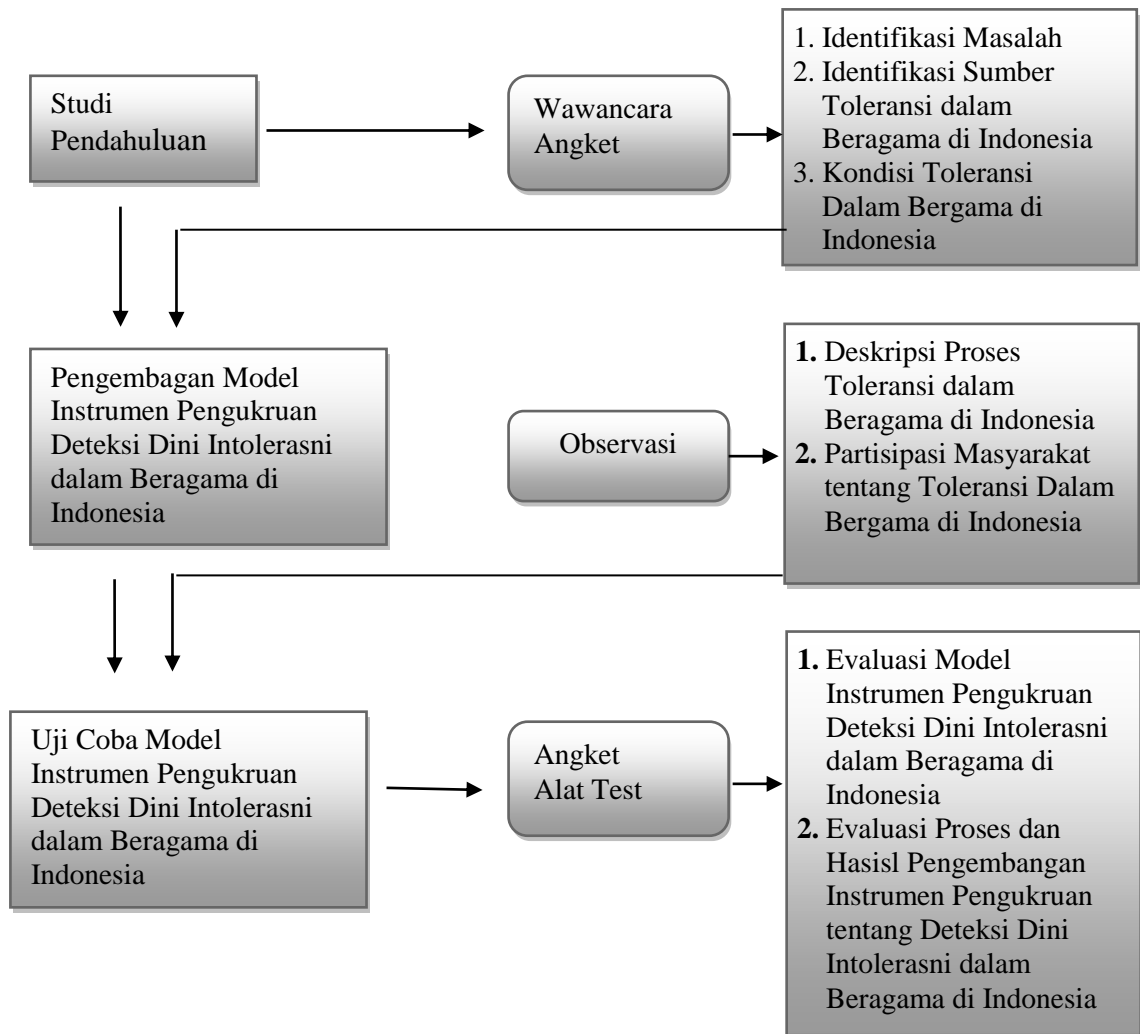 Studi
Pendahuluan
Wawancara
Angket
1. Identifikasi Masalah
2. Identifikasi Sumber
Toleransi dalam
Beragama di Indonesia
3. Kondisi Toleransi
Dalam Bergama di
Indonesia
Pengembagan Model
Instrumen Pengukruan
Deteksi Dini Intolerasni
dalam Beragama di
Indonesia
Observasi
1. Deskripsi Proses
Toleransi dalam
Beragama di Indonesia
2. Partisipasi Masyarakat
tentang Toleransi Dalam
Bergama di Indonesia
Uji Coba Model
Instrumen Pengukruan
Deteksi Dini Intolerasni
dalam Beragama di
Indonesia
Angket
Alat Test
1. Evaluasi Model
Instrumen Pengukruan
Deteksi Dini Intolerasni
dalam Beragama di
Indonesia
2. Evaluasi Proses dan
Hasisl Pengembangan
Instrumen Pengukruan
tentang Deteksi Dini
Intolerasni dalam
Beragama di Indonesia